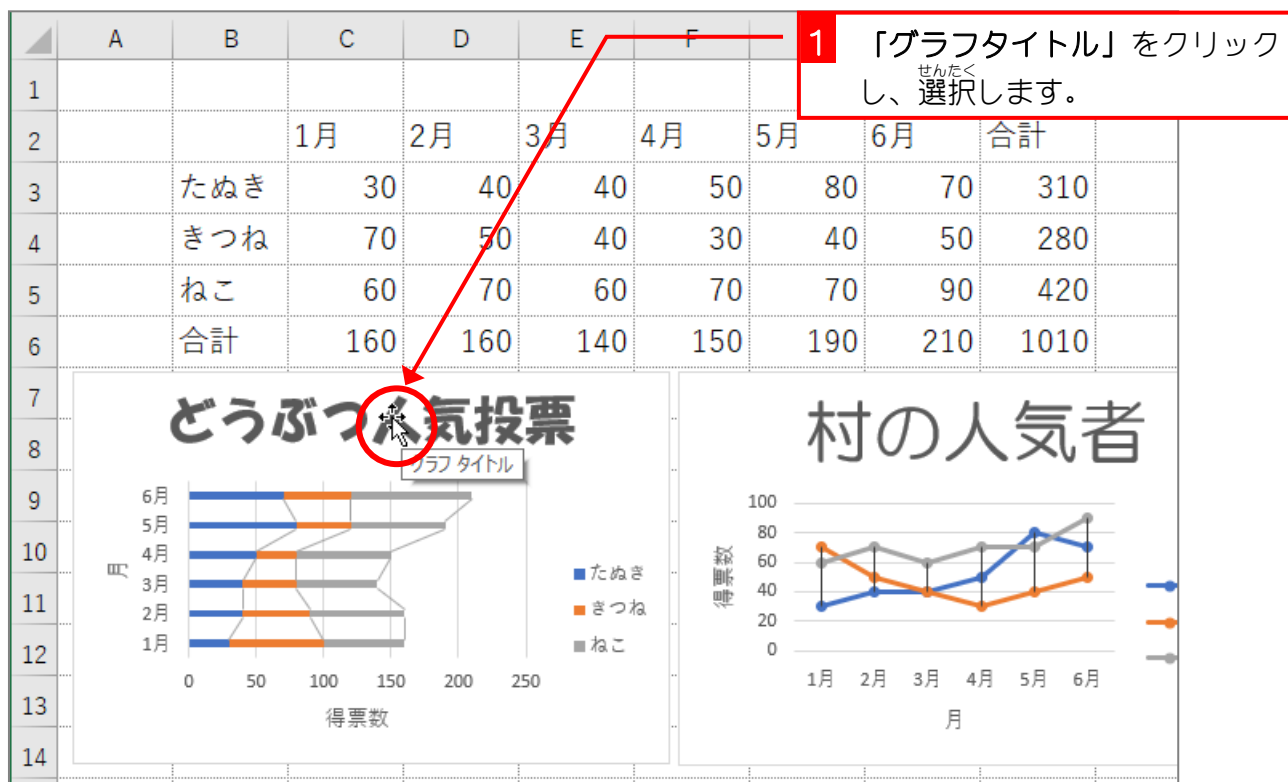 A B C D E F
1 「グラフタイトル」をクリック
せんたく
し、選択します。
1
2 1月 2月 3月 4月 5月 6月 合計
3 たぬき 30 40 40 50 80 70 310
4 きつね 70 50 40 30 40 50 280
5 ねこ 60 70 60 70 70 90 420
6 合計 160 160 140 150 190 210 1010
7
8
9
10
11
12
13
14
どうぶつ人気投票
グラフ タイトル
6月
5月
4月
3月
2月
1月
月
0 50 100 150 200 250
得票数
たぬき
きつね
ねこ
村の人気者
100
80
60
40
20
0
得票数
1月 2月 3月 4月 5月 6月
月